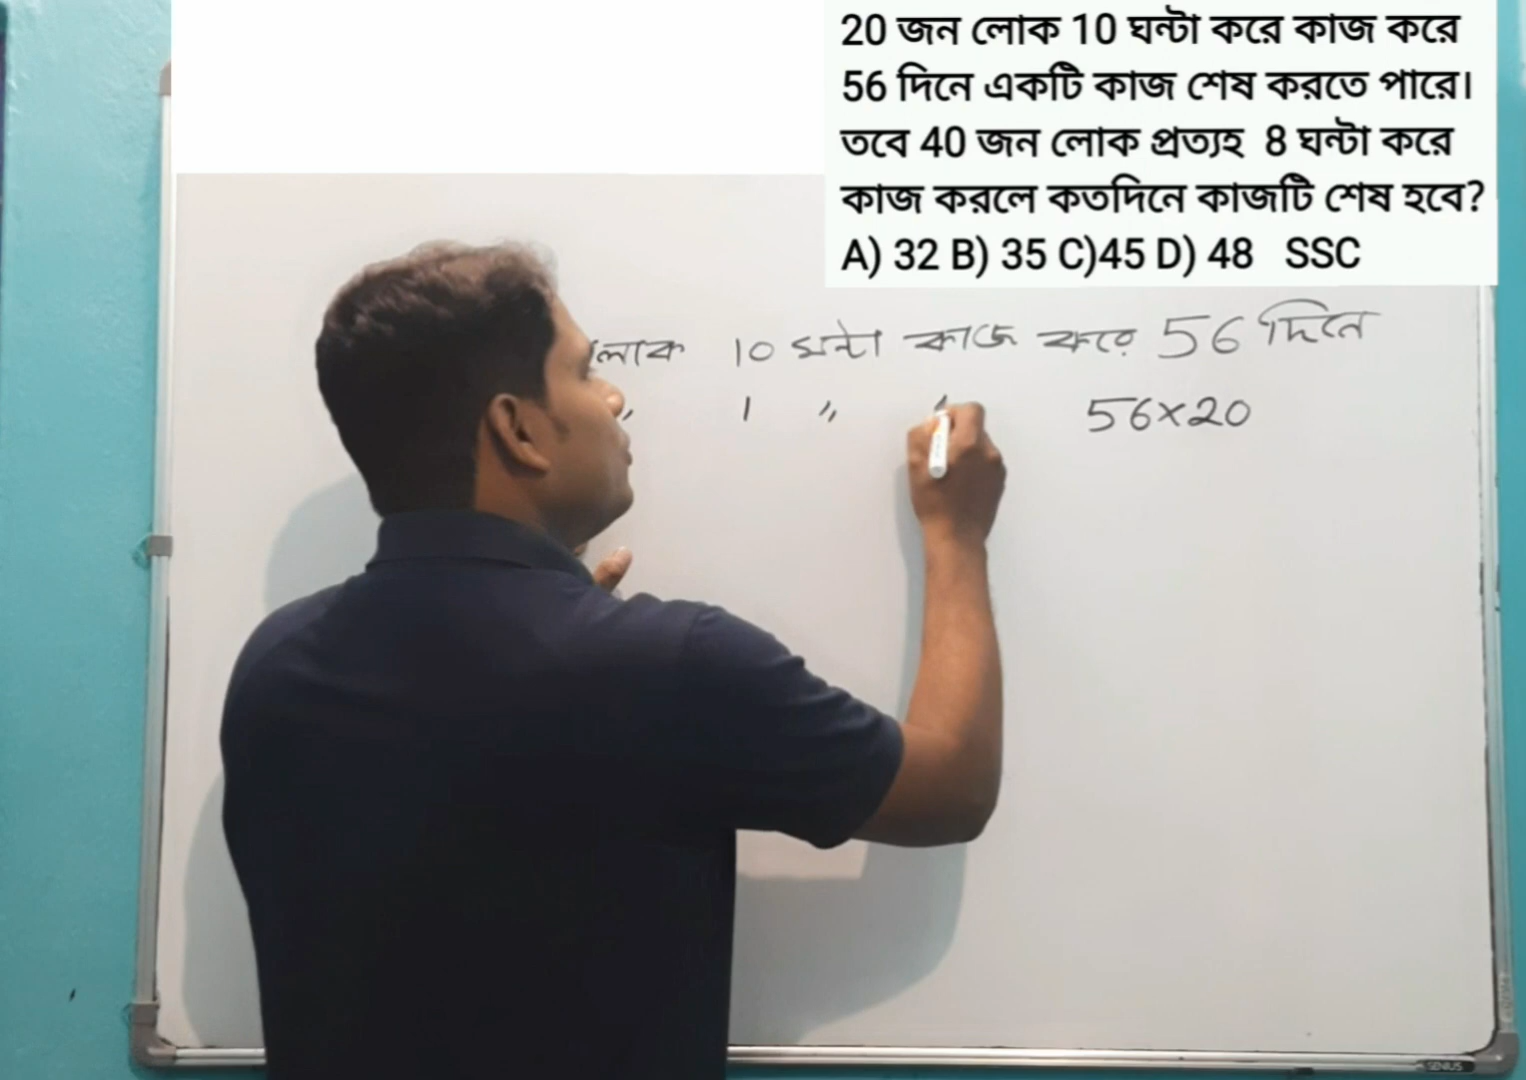 20 জন লোক 10 ঘন্টা করে কাজ করে
56 দিনে একটি কাজ শেষ করতে পারে।
তবে 40 জন লোক প্রত্যহ 8 ঘন্টা করে
কাজ করলে কতদিনে কাজটি শেষ হবে?
A) 32 B) 35 C)45 D) 48 SSC
লোক 10 ঘন্টা কাজ করে 56 দিনে
" 1 " " 56×20